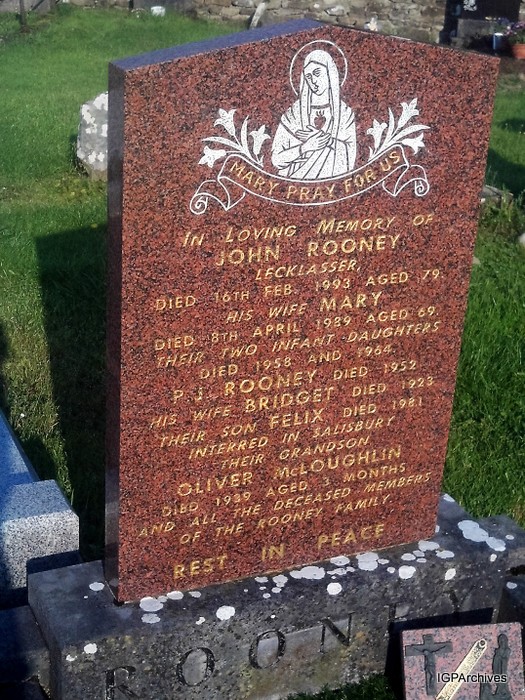 MARY PRAY FOR US
IN LOVING MEMORY OF
JOHN ROONEY
LECKLASSER,
DIED 16TH FEB. 1993 AGED 79.
HIS WIFE MARY
DIED 8TH APRIL 1989 AGED 69.
THEIR TWO INFANT DAUGHTERS
DIED 1958 AND 1964.
P.J. ROONEY DIED 1952
HIS WIFE BRIDGET DIED 1923
THEIR SON FELIX DIED 1981
INTERRED IN SALISBURY
THEIR GRANDSON
OLIVER McLOUGHLIN
DIED 1939 AGED 3 MONTHS
AND ALL THE DECEASED MEMBERS
OF THE ROONEY FAMILY.
REST IN PEACE
ROONEY
IGPArchives